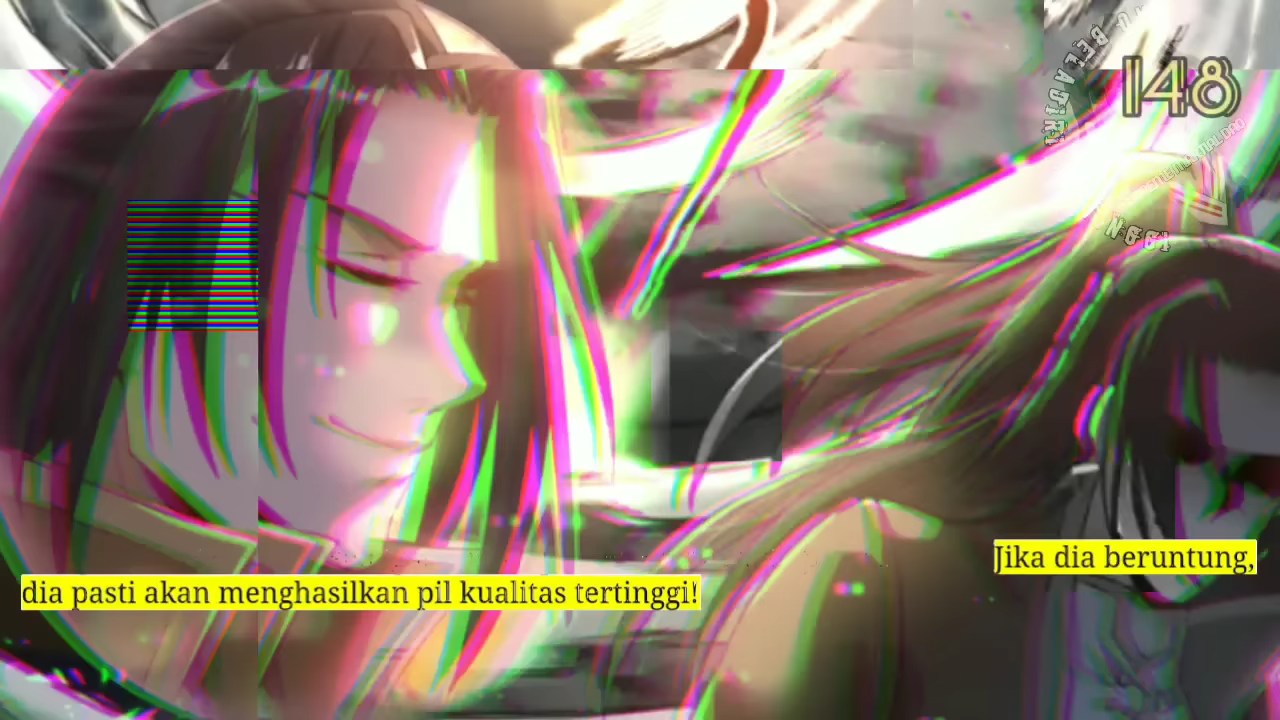 148
Jika dia beruntung,
dia pasti akan menghasilkan pil kualitas tertinggi!